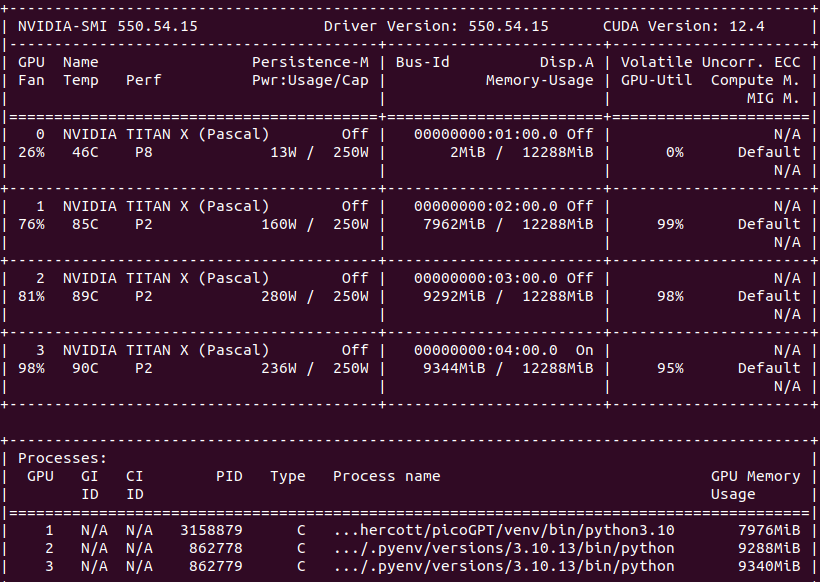 +-----------------------------------------------------------------------------------------+
| NVIDIA-SMI 550.54.15              Driver Version: 550.54.15      CUDA Version: 12.4     |
|-----------------------------------------+------------------------+----------------------+
| GPU  Name                 Persistence-M | Bus-Id          Disp.A | Volatile Uncorr. ECC |
| Fan  Temp   Perf          Pwr:Usage/Cap |           Memory-Usage | GPU-Util  Compute M. |
|                                         |                        |               MIG M. |
|=========================================+========================+======================|
|   0  NVIDIA TITAN X (Pascal)        Off |   00000000:01:00.0 Off |                  N/A |
| 26%   46C    P8             13W /  250W |       2MiB /  12288MiB |      0%      Default |
|                                         |                        |                  N/A |
+-----------------------------------------+------------------------+----------------------+
|   1  NVIDIA TITAN X (Pascal)        Off |   00000000:02:00.0 Off |                  N/A |
| 76%   85C    P2            160W /  250W |    7962MiB /  12288MiB |     99%      Default |
|                                         |                        |                  N/A |
+-----------------------------------------+------------------------+----------------------+
|   2  NVIDIA TITAN X (Pascal)        Off |   00000000:03:00.0 Off |                  N/A |
| 81%   89C    P2            280W /  250W |    9292MiB /  12288MiB |     98%      Default |
|                                         |                        |                  N/A |
+-----------------------------------------+------------------------+----------------------+
|   3  NVIDIA TITAN X (Pascal)        Off |   00000000:04:00.0  On |                  N/A |
| 98%   90C    P2            236W /  250W |    9344MiB /  12288MiB |     95%      Default |
|                                         |                        |                  N/A |
+-----------------------------------------+------------------------+----------------------+

+-----------------------------------------------------------------------------------------+
| Processes:                                                                              |
|  GPU   GI   CI        PID   Type   Process name                              GPU Memory |
|        ID   ID                                                               Usage      |
|=========================================================================================|
|    1   N/A  N/A   3158879      C   ...hercott/picoGPT/venv/bin/python3.10       7976MiB |
|    2   N/A  N/A    862778      C   .../.pyenv/versions/3.10.13/bin/python       9288MiB |
|    3   N/A  N/A    862779      C   .../.pyenv/versions/3.10.13/bin/python       9340MiB |